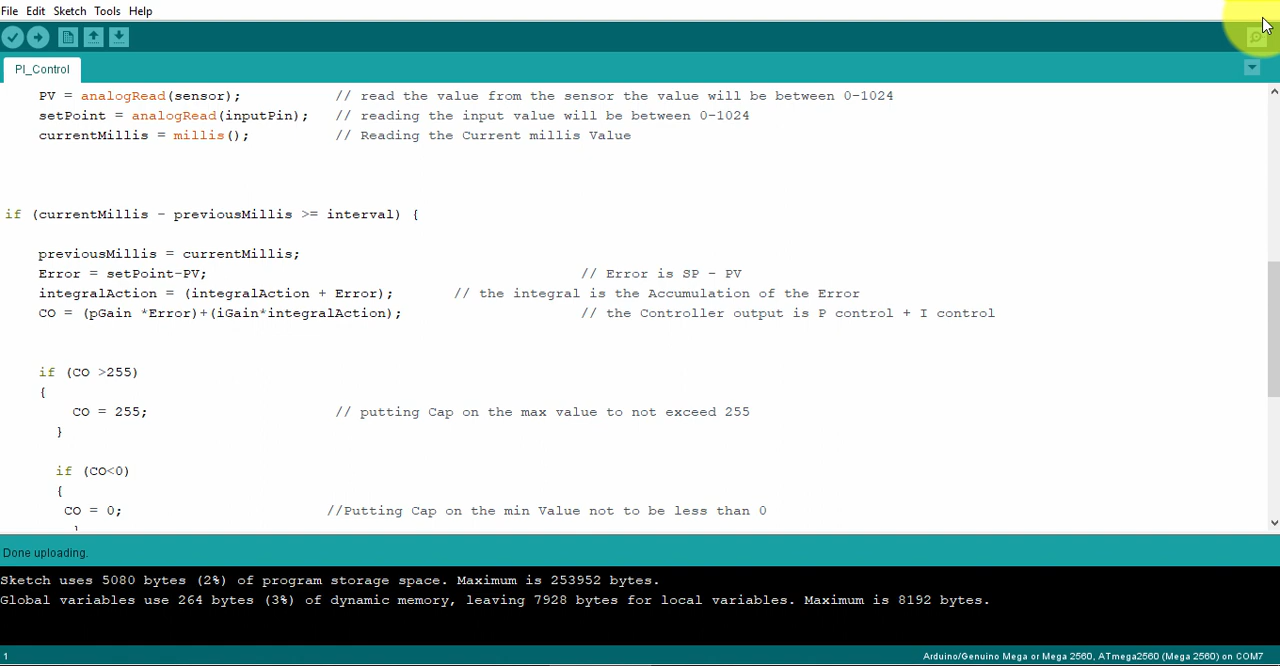 File Edit Sketch Tools Help
PI_Control
PV = analogRead(sensor); // read the value from the sensor the value will be between 0-1024
setPoint = analogRead(inputPin); // reading the input value will be between 0-1024
currentMillis = millis(); // Reading the Current millis Value
if (currentMillis - previousMillis >= interval) {
previousMillis = currentMillis;
Error = setPoint-PV; // Error is SP - PV
integralAction = (integralAction + Error); // the integral is the Accumulation of the Error
CO = (pGain *Error)+(iGain*integralAction); // the Controller output is P control + I control
if (CO >255)
{
CO = 255; // putting Cap on the max value to not exceed 255
}
if (CO<0)
{
CO = 0; //Putting Cap on the min Value not to be less than 0
}
Done uploading.
Sketch uses 5080 bytes (2%) of program storage space. Maximum is 253952 bytes.
Global variables use 264 bytes (3%) of dynamic memory, leaving 7928 bytes for local variables. Maximum is 8192 bytes.
1 Arduino/Genuino Mega or Mega 2560, ATmega2560 (Mega 2560) on COM7